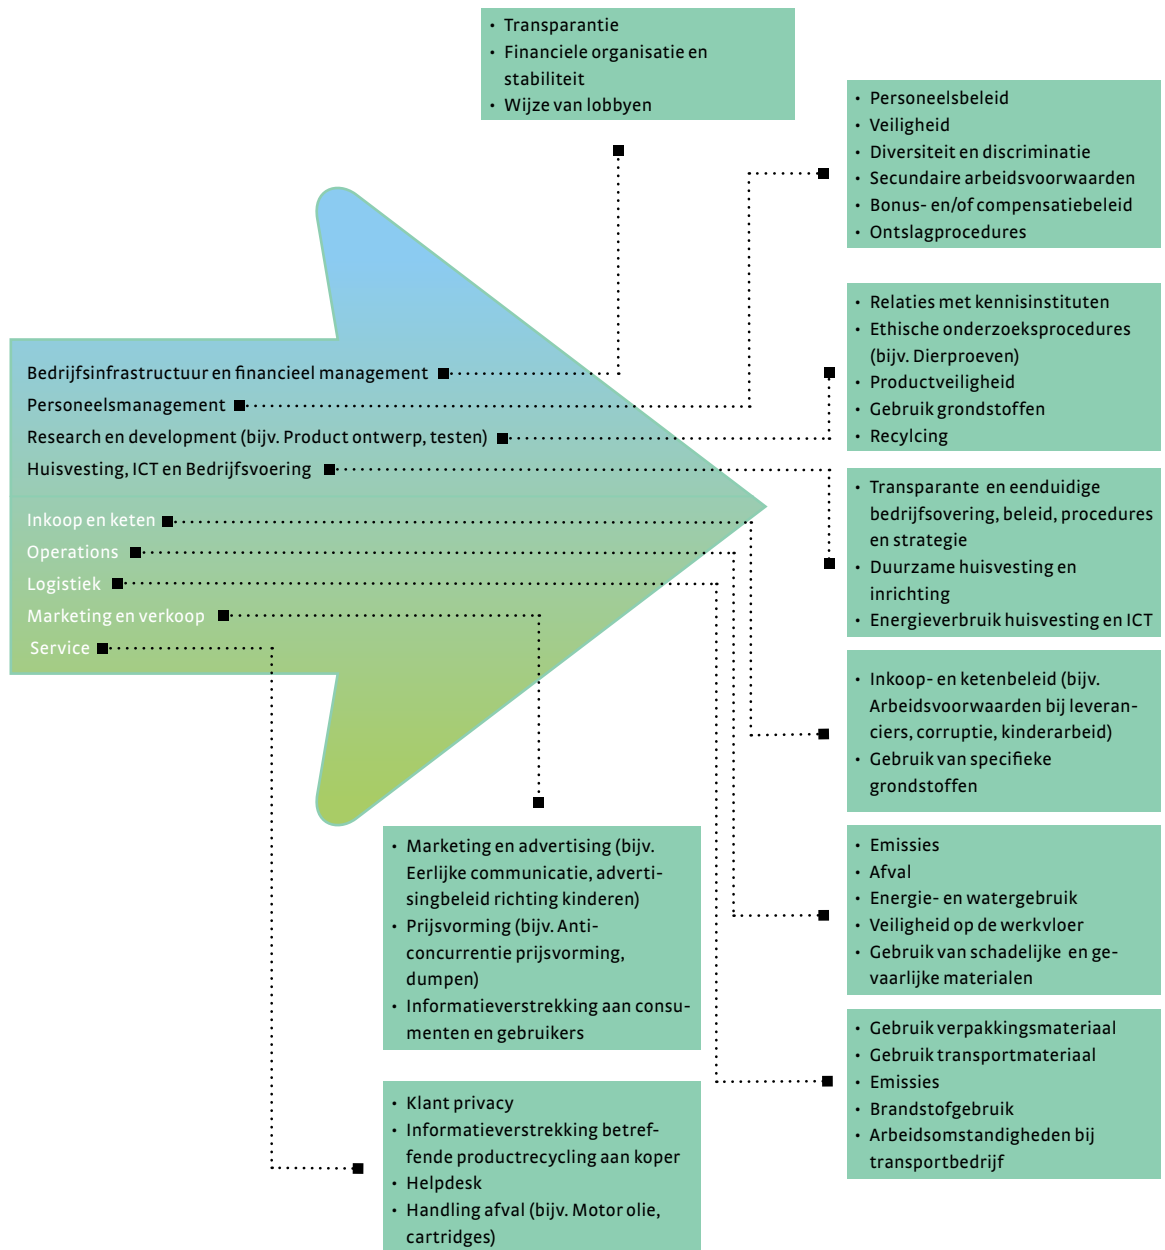 • Transparantie
• Financiele organisatie en
stabiliteit
• Wijze van lobbyen
• Personeelsbeleid
• Veiligheid
• Diversiteit en discriminatie
• Secundaire arbeidsvoorwaarden
• Bonus- en/of compensatiebeleid
• Ontslagprocedures
• Relaties met kennisinstituten
• Ethische onderzoeksprocedures
(bijv. Dierproeven)
• Productveiligheid
• Gebruik grondstoffen
• Recylcing
Bedrijfsinfrastructuur en financieel management
Personeelsmanagement
Research en development (bijv. Product ontwerp, testen)
Huisvesting, ICT en Bedrijfsvoering
Inkoop en keten
Operations
Logistiek
Marketing en verkoop
Service
• Transparante en eenduidige
bedrijfsovering, beleid, procedures
en strategie
• Duurzame huisvesting en
inrichting
• Energieverbruik huisvesting en ICT
• Inkoop- en ketenbeleid (bijv.
Arbeidsvoorwaarden bij leveran-
ciers, corruptie, kinderarbeid)
• Gebruik van specifieke
grondstoffen
• Emissies
• Afval
• Energie- en watergebruik
• Veiligheid op de werkvloer
• Gebruik van schadelijke en ge-
vaarlijke materialen
• Gebruik verpakkingsmateriaal
• Gebruik transportmateriaal
• Emissies
• Brandstofgebruik
• Arbeidsomstandigheden bij
transportbedrijf
• Marketing en advertising (bijv.
Eerlijke communicatie, adverti-
singbeleid richting kinderen)
• Prijsvorming (bijv. Anti-
concurrentie prijsvorming,
dumpen)
• Informatieverstrekking aan consu-
menten en gebruikers
• Klant privacy
• Informatieverstrekking betref-
fende productrecycling aan koper
• Helpdesk
• Handling afval (bijv. Motor olie,
cartridges)